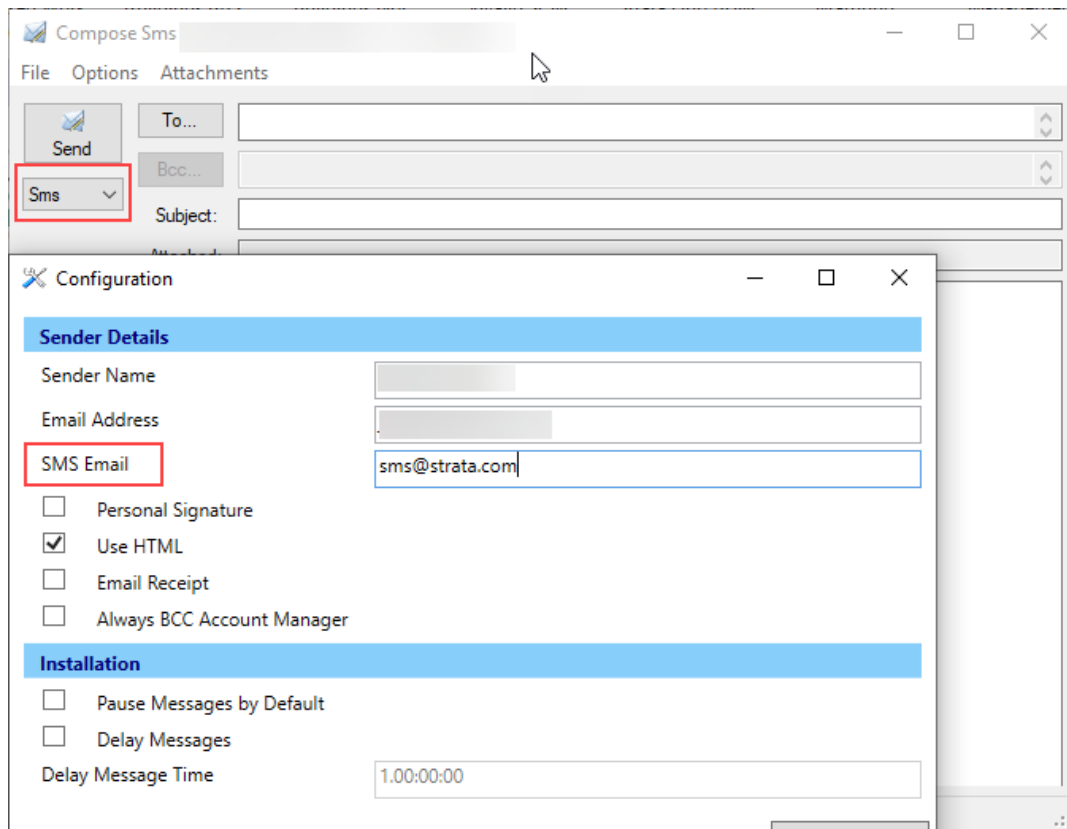 Compose Sms
File Options Attachments
Send
To...
Bcc...
Sms
Subject:
Configuration
Sender Details
Sender Name
Email Address
SMS Email
sms@strata.com
Personal Signature
Use HTML
Email Receipt
Always BCC Account Manager
Installation
Pause Messages by Default
Delay Messages
Delay Message Time
1.00:00:00